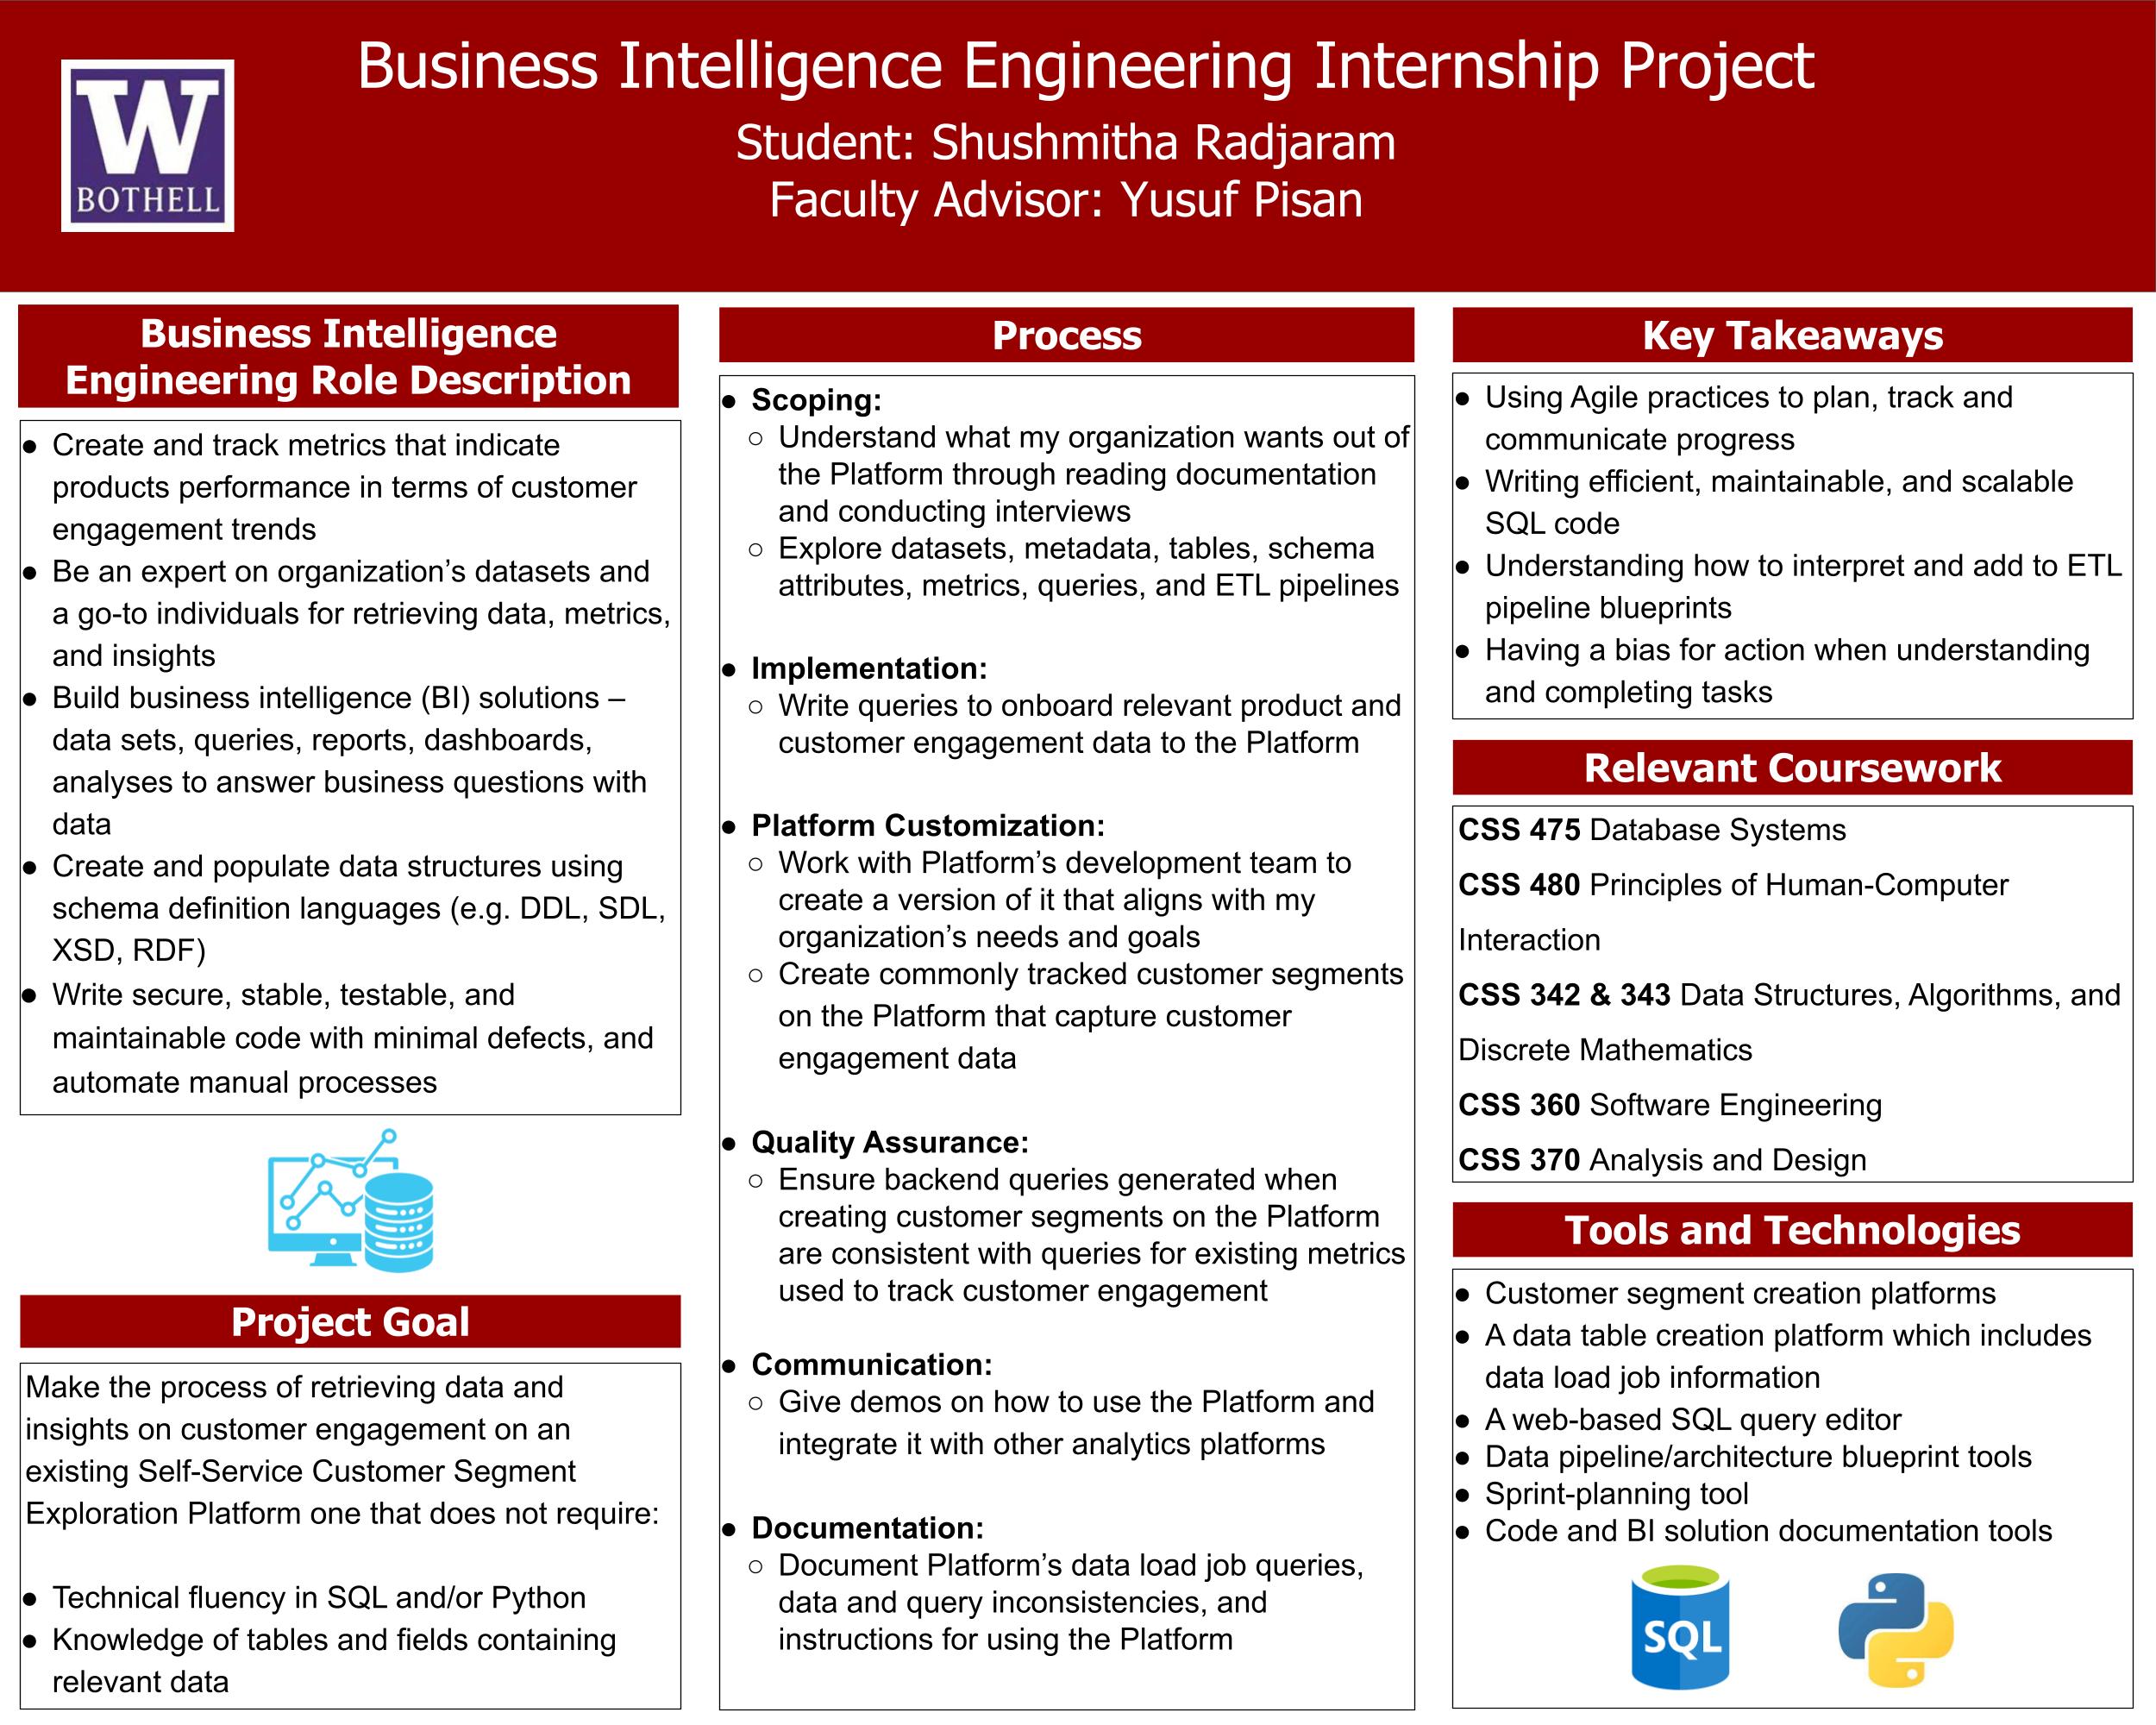 W
BOTHELL
Business Intelligence Engineering Internship Project
Student: Shushmitha Radjaram
Faculty Advisor: Yusuf Pisan
Business Intelligence
Engineering Role Description
● Create and track metrics that indicate
products performance in terms of customer
engagement trends
● Be an expert on organization’s datasets and
a go-to individuals for retrieving data, metrics,
and insights
● Build business intelligence (BI) solutions –
data sets, queries, reports, dashboards,
analyses to answer business questions with
data
● Create and populate data structures using
schema definition languages (e.g. DDL, SDL,
XSD, RDF)
● Write secure, stable, testable, and
maintainable code with minimal defects, and
automate manual processes
Project Goal
Make the process of retrieving data and
insights on customer engagement on an
existing Self-Service Customer Segment
Exploration Platform one that does not require:
● Technical fluency in SQL and/or Python
● Knowledge of tables and fields containing
relevant data
Process
● Scoping:
○ Understand what my organization wants out of
the Platform through reading documentation
and conducting interviews
○ Explore datasets, metadata, tables, schema
attributes, metrics, queries, and ETL pipelines
● Implementation:
○ Write queries to onboard relevant product and
customer engagement data to the Platform
● Platform Customization:
○ Work with Platform’s development team to
create a version of it that aligns with my
organization’s needs and goals
○ Create commonly tracked customer segments
on the Platform that capture customer
engagement data
● Quality Assurance:
○ Ensure backend queries generated when
creating customer segments on the Platform
are consistent with queries for existing metrics
used to track customer engagement
● Communication:
○ Give demos on how to use the Platform and
integrate it with other analytics platforms
● Documentation:
○ Document Platform’s data load job queries,
data and query inconsistencies, and
instructions for using the Platform
Key Takeaways
● Using Agile practices to plan, track and
communicate progress
● Writing efficient, maintainable, and scalable
SQL code
● Understanding how to interpret and add to ETL
pipeline blueprints
● Having a bias for action when understanding
and completing tasks
Relevant Coursework
CSS 475 Database Systems
CSS 480 Principles of Human-Computer
Interaction
CSS 342 & 343 Data Structures, Algorithms, and
Discrete Mathematics
CSS 360 Software Engineering
CSS 370 Analysis and Design
Tools and Technologies
● Customer segment creation platforms
● A data table creation platform which includes
data load job information
● A web-based SQL query editor
● Data pipeline/architecture blueprint tools
● Sprint-planning tool
● Code and BI solution documentation tools
SQL